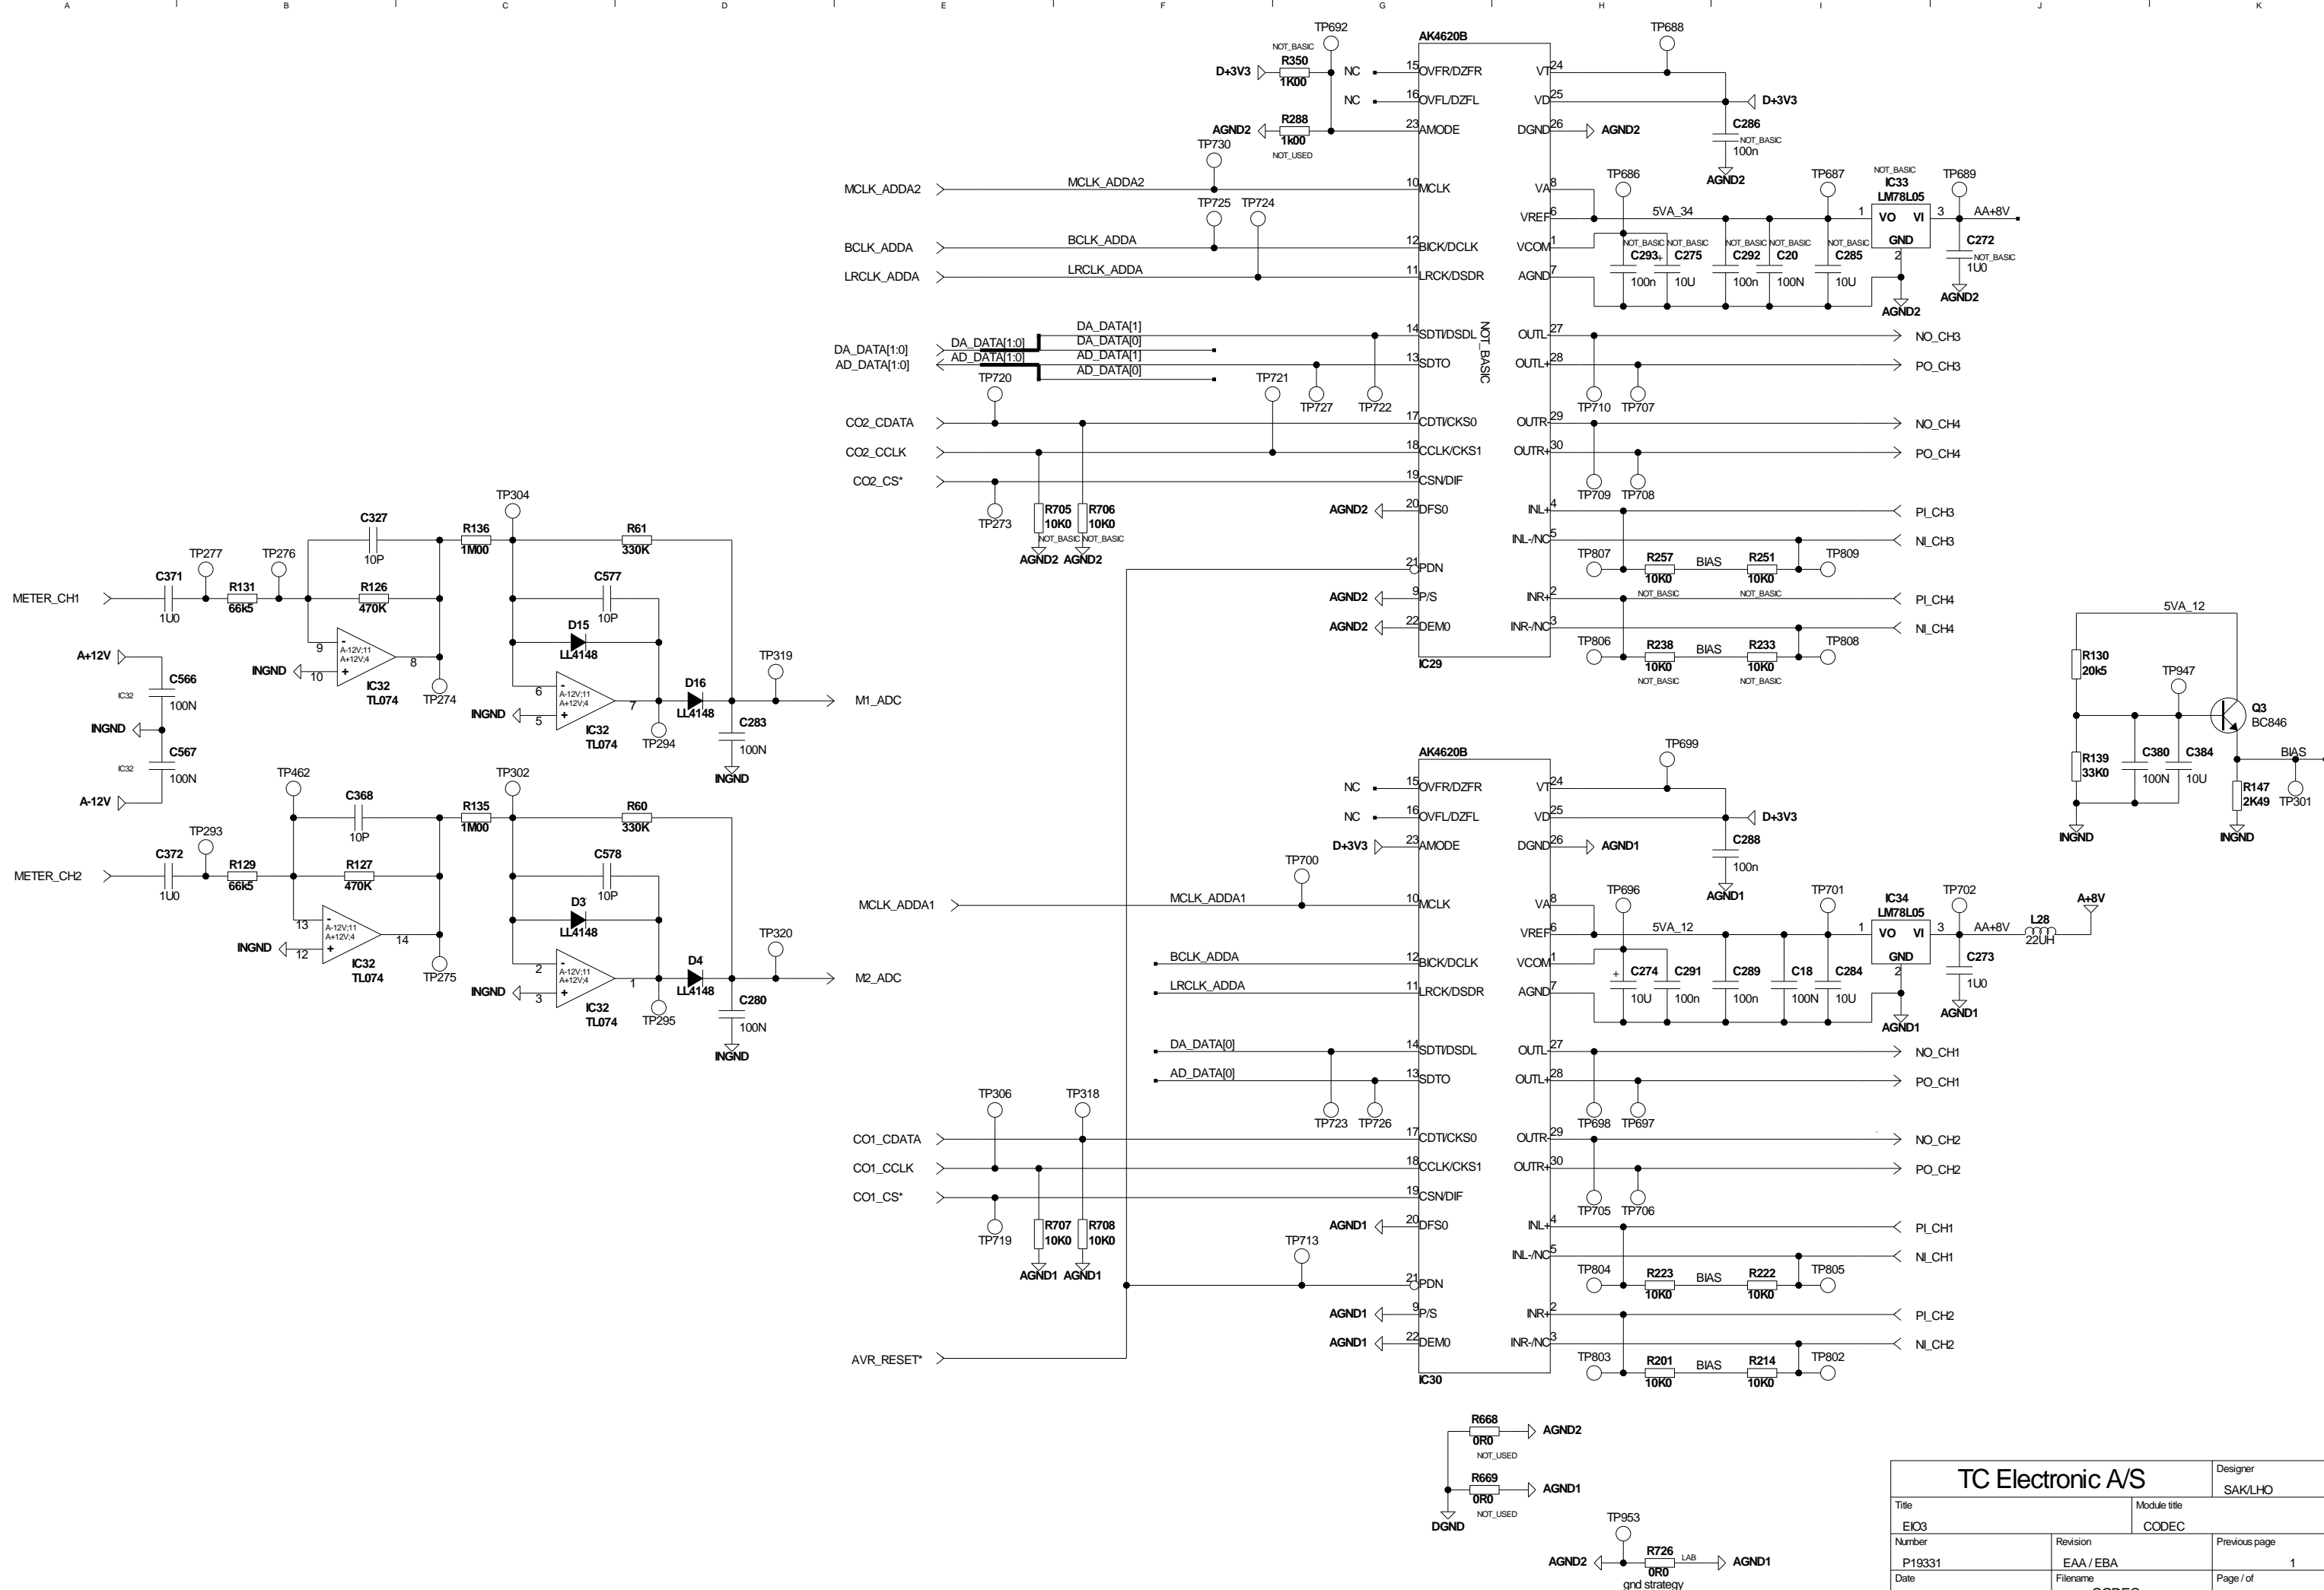 A B C D E F G H I J K
TP692
AK4620B
TP688
NOT_BASIC
R350
D+3V3
1K00
NC
15 OVFR/DZFR
VT 24
NC
16 OVFL/DZFL
VD 25
D+3V3
R288
AGND2
1k00
NOT_USED
23 AMODE
DGND 26
AGND2
C286
NOT_BASIC
100n
AGND2
TP730
MCLK_ADDA2
MCLK_ADDA2
10 MCLK
VA 8
TP686
TP687
NOT_BASIC
IC33
LM78L05
TP689
TP725
TP724
VREF 6
5VA_34
1 VO VI 3
AA+8V
BCLK_ADDA
BCLK_ADDA
12 BICK/DCLK
VCOM 1
NOT_BASIC NOT_BASIC NOT_BASIC NOT_BASIC NOT_BASIC
GND
2
C293 + C275 C292 C20 C285
100n 10U 100n 100N 10U
C272
NOT_BASIC
1U0
AGND2
AGND2
LRCLK_ADDA
LRCLK_ADDA
11 LRCK/DSDR
AGND 7
DA_DATA[1]
14 SDTI/DSDL
NOT_BASIC
OUTL- 27
NO_CH3
DA_DATA[1:0]
DA_DATA[1:0]
DA_DATA[0]
AD_DATA[1:0]
AD_DATA[1:0]
AD_DATA[1]
13 SDTO
OUTL+ 28
PO_CH3
AD_DATA[0]
TP720
TP721
TP727
TP722
TP710
TP707
CO2_CDATA
17 CDTI/CKS0
OUTR- 29
NO_CH4
CO2_CCLK
18 CCLK/CKS1
OUTR+ 30
PO_CH4
CO2_CS*
19 CSN/DIF
TP709
TP708
TP273
R705
10K0
NOT_BASIC
AGND2
R706
10K0
NOT_BASIC
AGND2
AGND2
20 DFS0
INL+ 4
PI_CH3
INL-/NC 5
NI_CH3
21 PDN
TP807
R257
10K0
NOT_BASIC
BIAS
R251
10K0
NOT_BASIC
TP809
AGND2
9 P/S
INR+ 2
PI_CH4
AGND2
22 DEM0
INR-/NC 3
NI_CH4
TP806
R238
10K0
NOT_BASIC
BIAS
R233
10K0
NOT_BASIC
TP808
IC29
TP304
C327
10P
R136
1M00
R61
330K
TP277
TP276
C371
1U0
METER_CH1
R131
66k5
R126
470K
C577
10P
D15
LL4148
9 -
A-12V;11
A+12V;4
INGND
10 +
8
IC32
TL074
TP274
6 -
A-12V;11
A+12V;4
INGND
5 +
7
IC32
TL074
TP294
D16
LL4148
TP319
M1_ADC
C283
100N
INGND
A+12V
IC32
C566
100N
INGND
IC32
C567
100N
A-12V
TP462
TP302
C368
10P
R135
1M00
R60
330K
TP293
C372
1U0
METER_CH2
R129
66k5
R127
470K
C578
10P
D3
LL4148
13 -
A-12V;11
A+12V;4
INGND
12 +
14
IC32
TL074
TP275
2 -
A-12V;11
A+12V;4
INGND
3 +
1
IC32
TL074
TP295
D4
LL4148
TP320
M2_ADC
C280
100N
INGND
5VA_12
R130
20k5
TP947
Q3
BC846
R139
33K0
C380
100N
C384
10U
BIAS
R147
2K49
TP301
INGND
INGND
AK4620B
TP699
NC
15 OVFR/DZFR
VT 24
NC
16 OVFL/DZFL
VD 25
D+3V3
D+3V3
23 AMODE
DGND 26
AGND1
C288
100n
AGND1
TP700
MCLK_ADDA1
MCLK_ADDA1
10 MCLK
VA 8
TP696
TP701
IC34
LM78L05
TP702
A+8V
VREF 6
5VA_12
1 VO VI 3
AA+8V
L28
22UH
BCLK_ADDA
12 BICK/DCLK
VCOM 1
GND
2
LRCLK_ADDA
11 LRCK/DSDR
AGND 7
+ C274 C291 C289 C18 C284
10U 100n 100n 100N 10U
C273
1U0
AGND1
AGND1
DA_DATA[0]
14 SDTI/DSDL
OUTL- 27
NO_CH1
AD_DATA[0]
13 SDTO
OUTL+ 28
PO_CH1
TP306
TP318
TP723
TP726
TP698
TP697
CO1_CDATA
17 CDTI/CKS0
OUTR- 29
NO_CH2
CO1_CCLK
18 CCLK/CKS1
OUTR+ 30
PO_CH2
CO1_CS*
19 CSN/DIF
TP705
TP706
TP719
R707
10K0
AGND1
R708
10K0
AGND1
AGND1
20 DFS0
INL+ 4
PI_CH1
INL-/NC 5
NI_CH1
TP713
21 PDN
TP804
R223
10K0
BIAS
R222
10K0
TP805
AGND1
9 P/S
INR+ 2
PI_CH2
AGND1
22 DEM0
INR-/NC 3
NI_CH2
AVR_RESET*
TP803
R201
10K0
BIAS
R214
10K0
TP802
IC30
R668
0R0
NOT_USED
AGND2
R669
0R0
NOT_USED
AGND1
DGND
TP953
AGND2
R726
0R0
LAB
AGND1
gnd strategy
TC Electronic A/S
Designer
SAK/LHO
Title
EIO3
Module title
CODEC
Number
P19331
Revision
EAA / EBA
Previous page
1
Date
Filename
Page / of